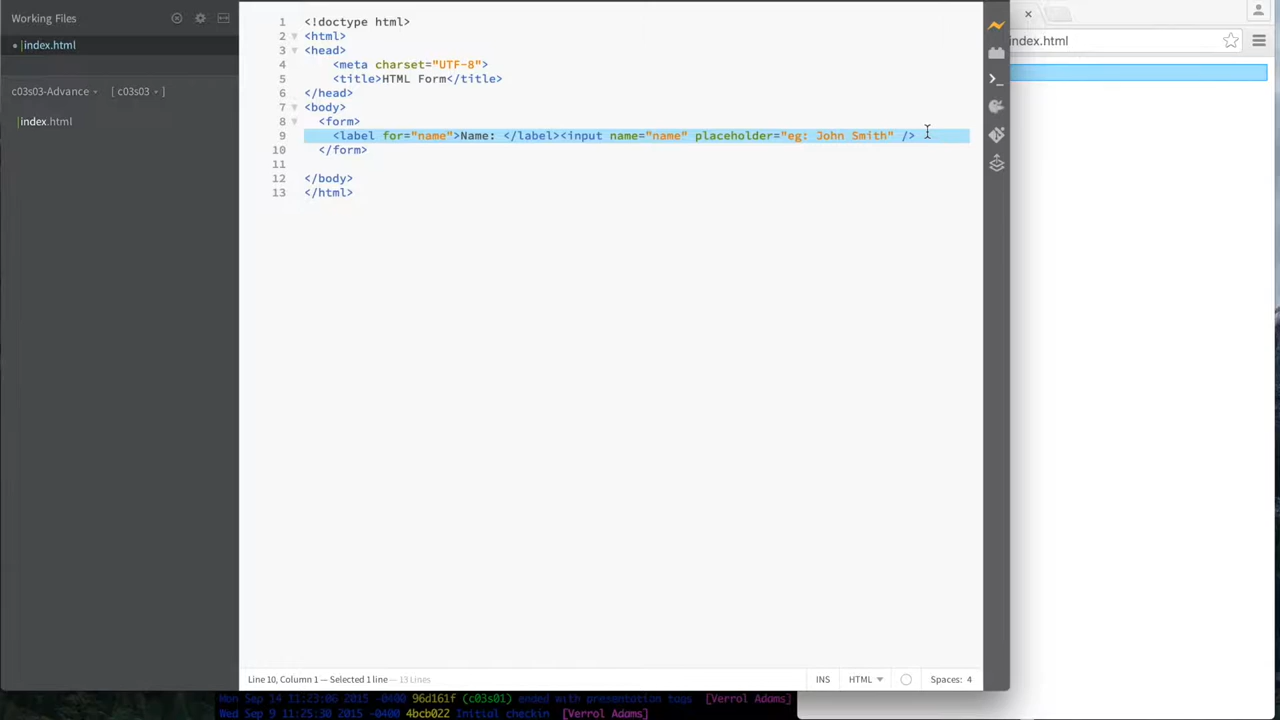 Working Files
index.html
c03s03-Advance [ c03s03 ]
index.html
1 <!doctype html>
2 <html>
3 <head>
4 <meta charset="UTF-8">
5 <title>HTML Form</title>
6 </head>
7 <body>
8 <form>
9 <label for="name">Name: </label><input name="name" placeholder="eg: John Smith" />
10 </form>
11
12 </body>
13 </html>
index.html
Line 10, Column 1 — Selected 1 line — 13 Lines
INS HTML Spaces: 4
Mon Sep 14 11:23:06 2015 -0400 96d161f (c03s01) ended with presentation tags [Verrol Adams]
Wed Sep 9 11:25:30 2015 -0400 4bcb022 Initial checkin [Verrol Adams]